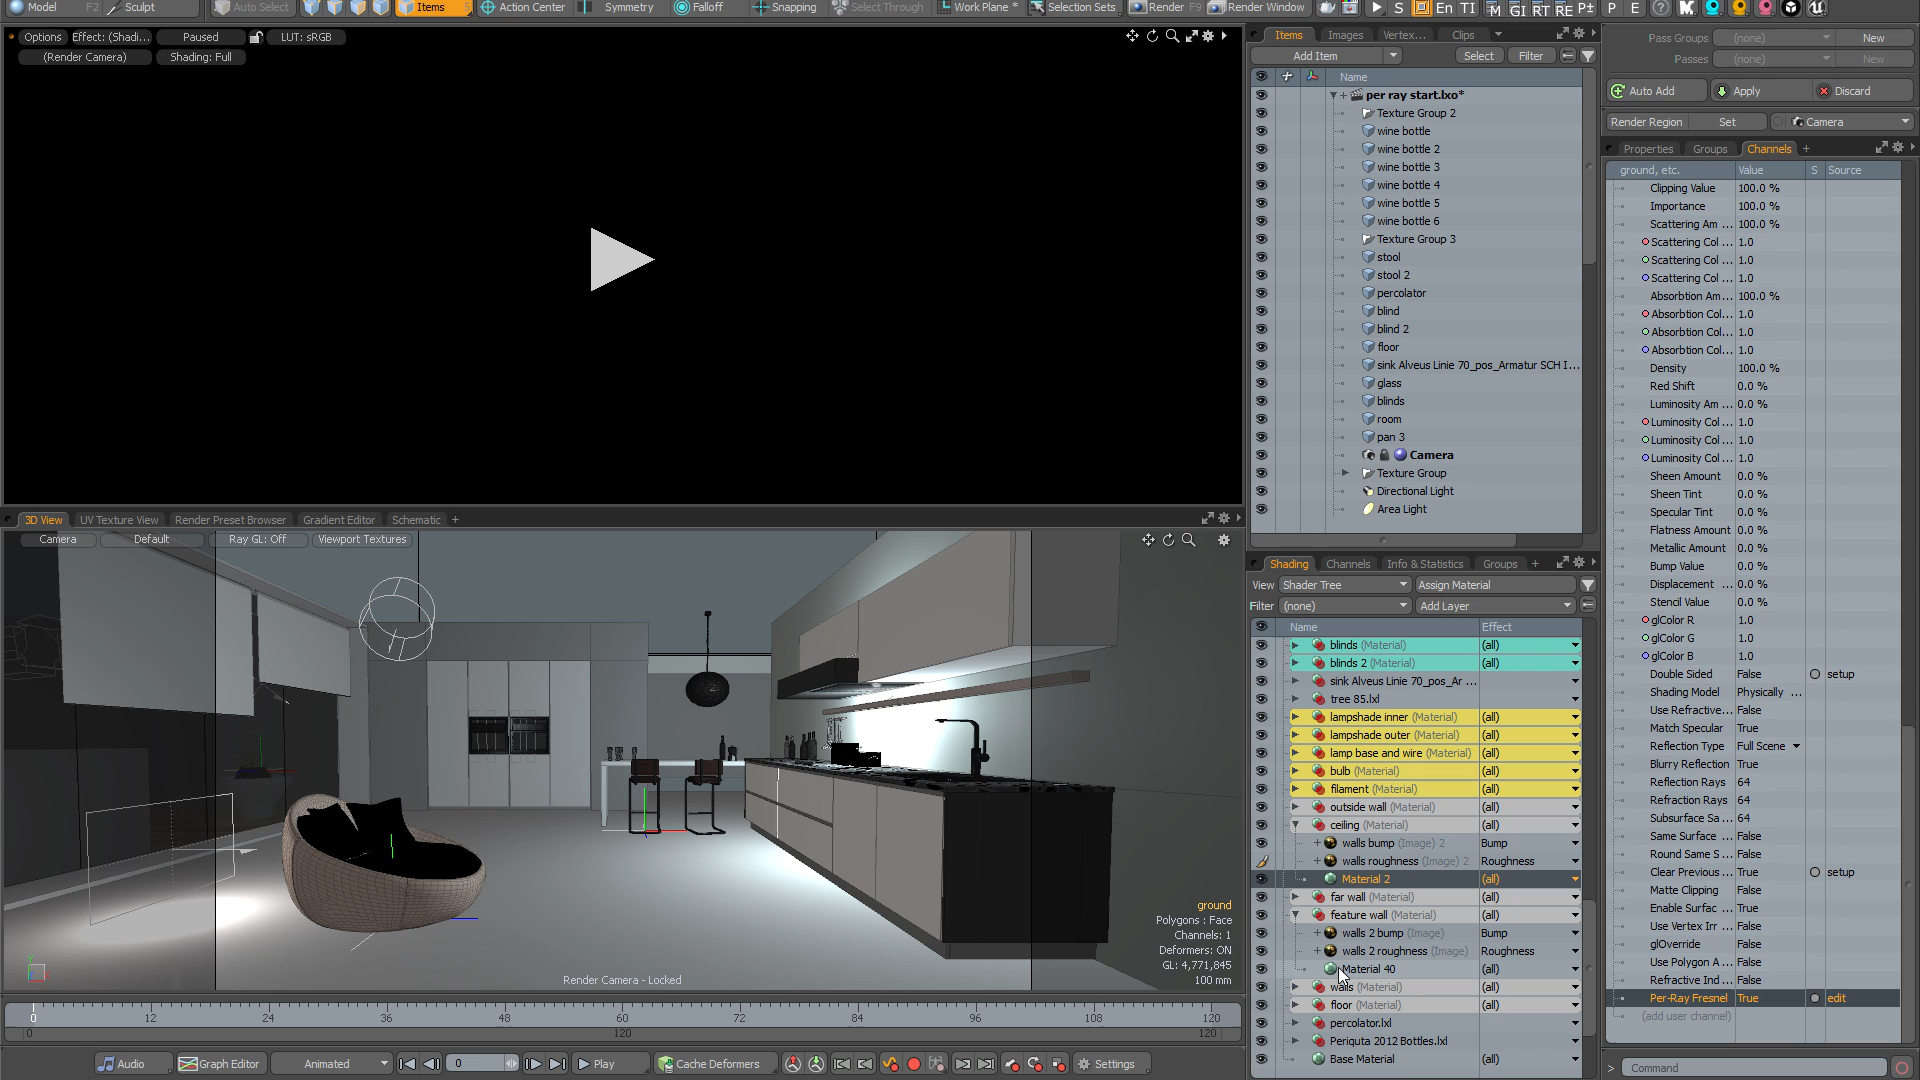 Model F2 Sculpt Auto Select Items 5 Action Center Symmetry Falloff Snapping Select Through Work Plane * Selection Sets Render F9 Render Window S En TI M GI RT RE P± P E
Options Effect: (Shadi... Paused LUT: sRGB
(Render Camera) Shading: Full
3D View UV Texture View Render Preset Browser Gradient Editor Schematic +
Camera Default Ray GL: Off Viewport Textures
ground
Polygons : Face
Channels: 1
Deformers: ON
GL: 4,771,845
100 mm
Render Camera - Locked
0 12 24 36 48 60 72 84 96 108 120
0 120 120
Audio Graph Editor Animated 0 Play Cache Deformers Settings
Items Images Vertex... Clips
Add Item Select Filter
Name
per ray start.lxo*
Texture Group 2
wine bottle
wine bottle 2
wine bottle 3
wine bottle 4
wine bottle 5
wine bottle 6
Texture Group 3
stool
stool 2
percolator
blind
blind 2
floor
sink Alveus Linie 70_pos_Armatur SCH I...
glass
blinds
room
pan 3
Camera
Texture Group
Directional Light
Area Light
Shading Channels Info & Statistics Groups +
View Shader Tree Assign Material
Filter (none) Add Layer
Name Effect
blinds (Material) (all)
blinds 2 (Material) (all)
sink Alveus Linie 70_pos_Ar ...
tree 85.lxl
lampshade inner (Material) (all)
lampshade outer (Material) (all)
lamp base and wire (Material) (all)
bulb (Material) (all)
filament (Material) (all)
outside wall (Material) (all)
ceiling (Material) (all)
walls bump (Image) 2 Bump
walls roughness (Image) 2 Roughness
Material 2 (all)
far wall (Material) (all)
feature wall (Material) (all)
walls 2 bump (Image) Bump
walls 2 roughness (Image) Roughness
Material 40 (all)
walls (Material) (all)
floor (Material) (all)
percolator.lxl
Periquta 2012 Bottles.lxl
Base Material (all)
Pass Groups (none) New
Passes (none) New
Auto Add Apply Discard
Render Region Set Camera
Properties Groups Channels +
ground, etc. Value S Source
Clipping Value 100.0 %
Importance 100.0 %
Scattering Am ... 100.0 %
Scattering Col ... 1.0
Scattering Col ... 1.0
Scattering Col ... 1.0
Absorbtion Am... 100.0 %
Absorbtion Col... 1.0
Absorbtion Col... 1.0
Absorbtion Col... 1.0
Density 100.0 %
Red Shift 0.0 %
Luminosity Am ... 0.0 %
Luminosity Col ... 1.0
Luminosity Col ... 1.0
Luminosity Col ... 1.0
Sheen Amount 0.0 %
Sheen Tint 0.0 %
Specular Tint 0.0 %
Flatness Amount 0.0 %
Metallic Amount 0.0 %
Bump Value 0.0 %
Displacement ... 0.0 %
Stencil Value 0.0 %
glColor R 1.0
glColor G 1.0
glColor B 1.0
Double Sided False setup
Shading Model Physically ...
Use Refractive... False
Match Specular True
Reflection Type Full Scene
Blurry Reflection True
Reflection Rays 64
Refraction Rays 64
Subsurface Sa ... 64
Same Surface ... False
Round Same S ... False
Clear Previous ... True setup
Matte Clipping False
Enable Surfac ... True
Use Vertex Irr ... False
glOverride False
Use Polygon A ... False
Refractive Ind ... False
Per-Ray Fresnel True edit
(add user channel)
> Command